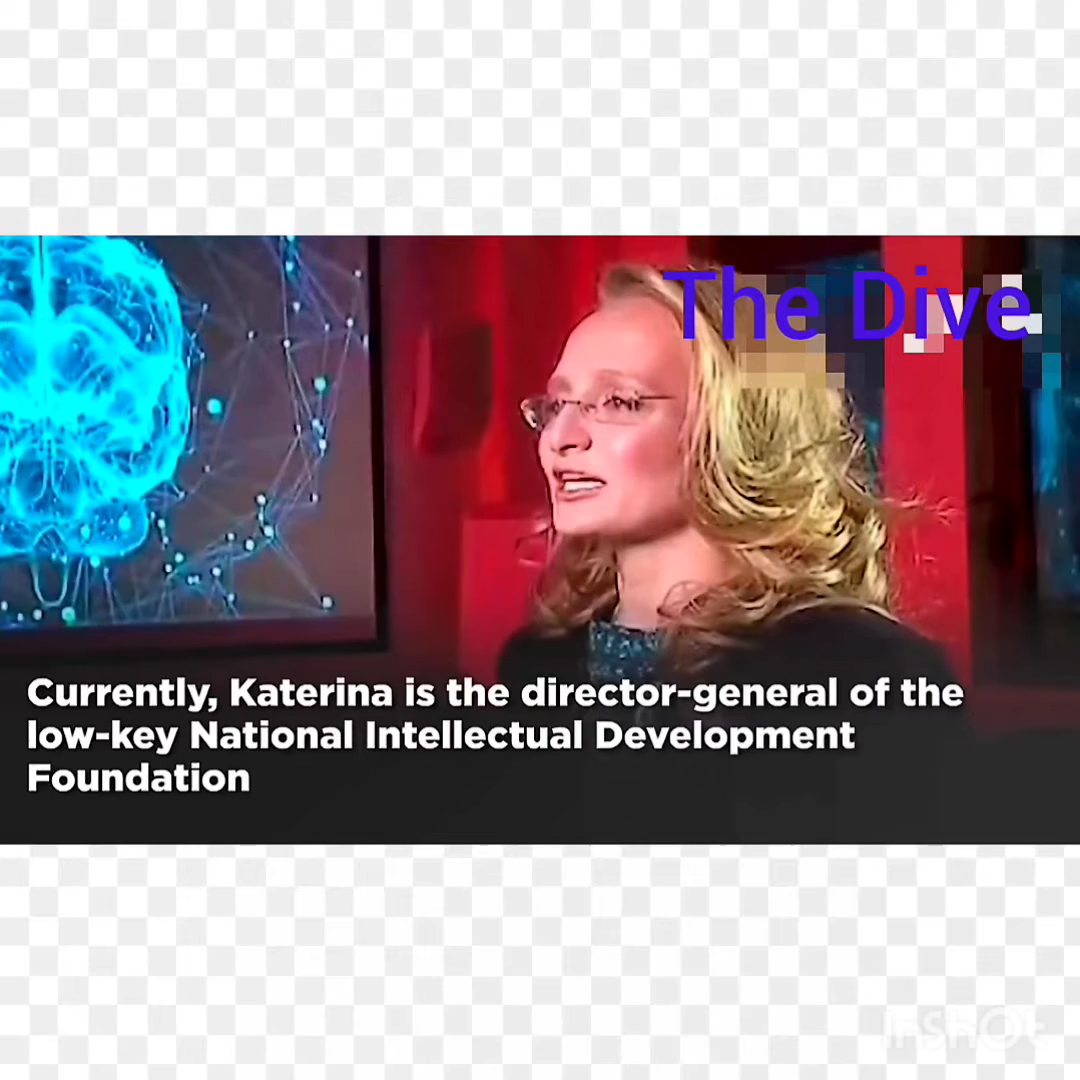 The Dive
Currently, Katerina is the director-general of the
low-key National Intellectual Development
Foundation
InShOt